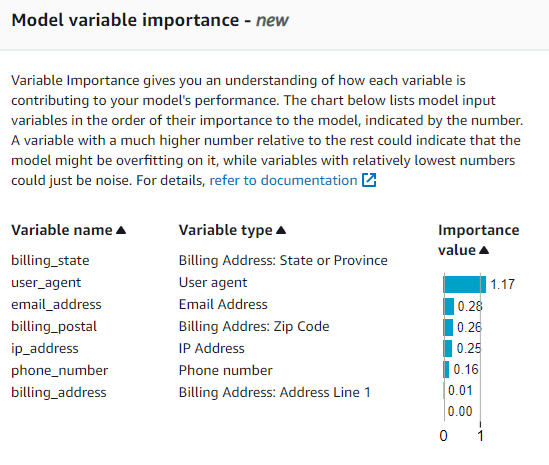 Model variable importance - new
Variable Importance gives you an understanding of how each variable is
contributing to your model's performance. The chart below lists model input
variables in the order of their importance to the model, indicated by the number.
A variable with a much higher number relative to the rest could indicate that the
model might be overfitting on it, while variables with relatively lowest numbers
could just be noise. For details, refer to documentation
Variable name Variable type Importance value
billing_state Billing Address: State or Province
user_agent User agent 1.17
email_address Email Address 0.28
billing_postal Billing Addres: Zip Code 0.26
ip_address IP Address 0.25
phone_number Phone number 0.16
billing_address Billing Address: Address Line 1 0.01
0.00
0 1